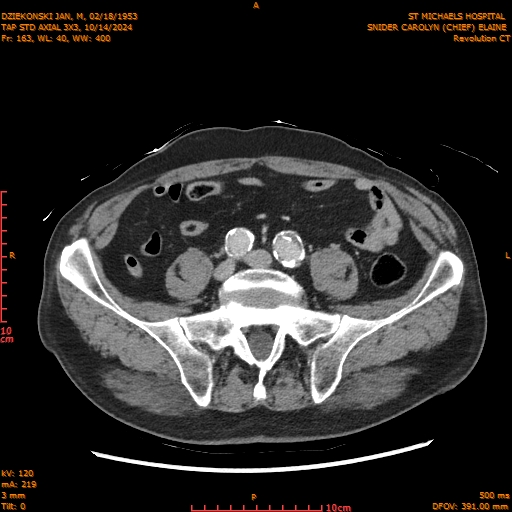 A
DZIEKONSKI JAN, M, 02/18/1953
TAP STD AXIAL 3X3, 10/14/2024
Fr: 163, WL: 40, WW: 400
ST MICHAELS HOSPITAL
SNIDER CAROLYN (CHIEF) ELAINE
Revolution CT
R
L
10
cm
kV: 120
mA: 219
3 mm
Tilt: 0
P
10cm
500 ms
DFOV: 391.00 mm